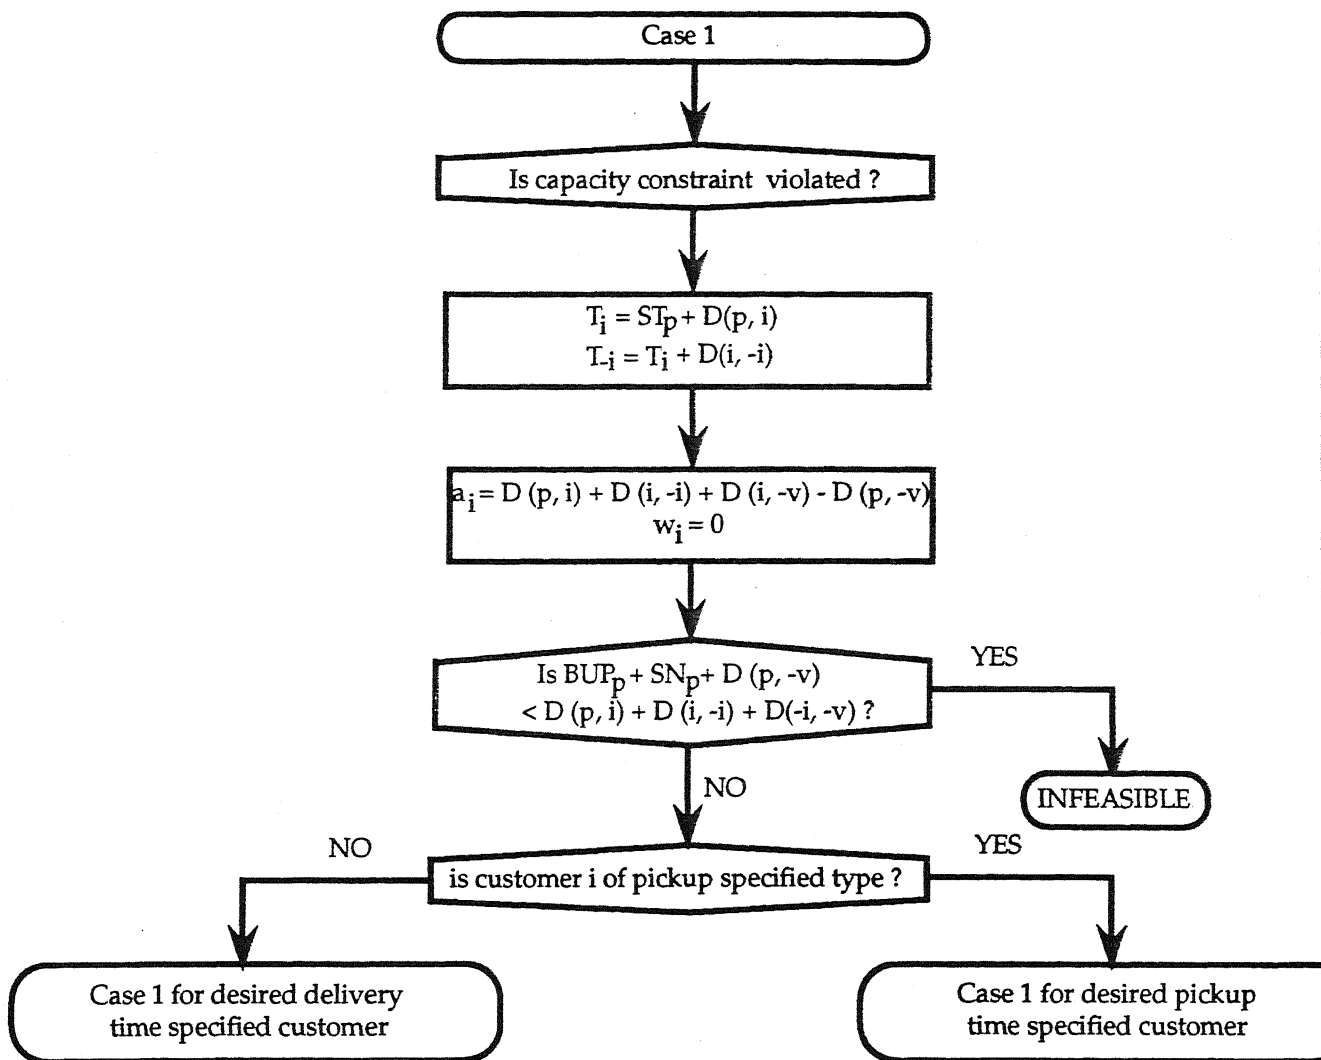 Case 1
Is capacity constraint violated ?
Ti = STp + D(p, i)
T-i = Ti + D(i, -i)
ai = D (p, i) + D (i, -i) + D (i, -v) - D (p, -v)
wi = 0
Is BUPp + SNp + D (p, -v)
< D (p, i) + D (i, -i) + D(-i, -v) ?
YES
NO
INFEASIBLE
NO
YES
is customer i of pickup specified type ?
Case 1 for desired delivery
time specified customer
Case 1 for desired pickup
time specified customer